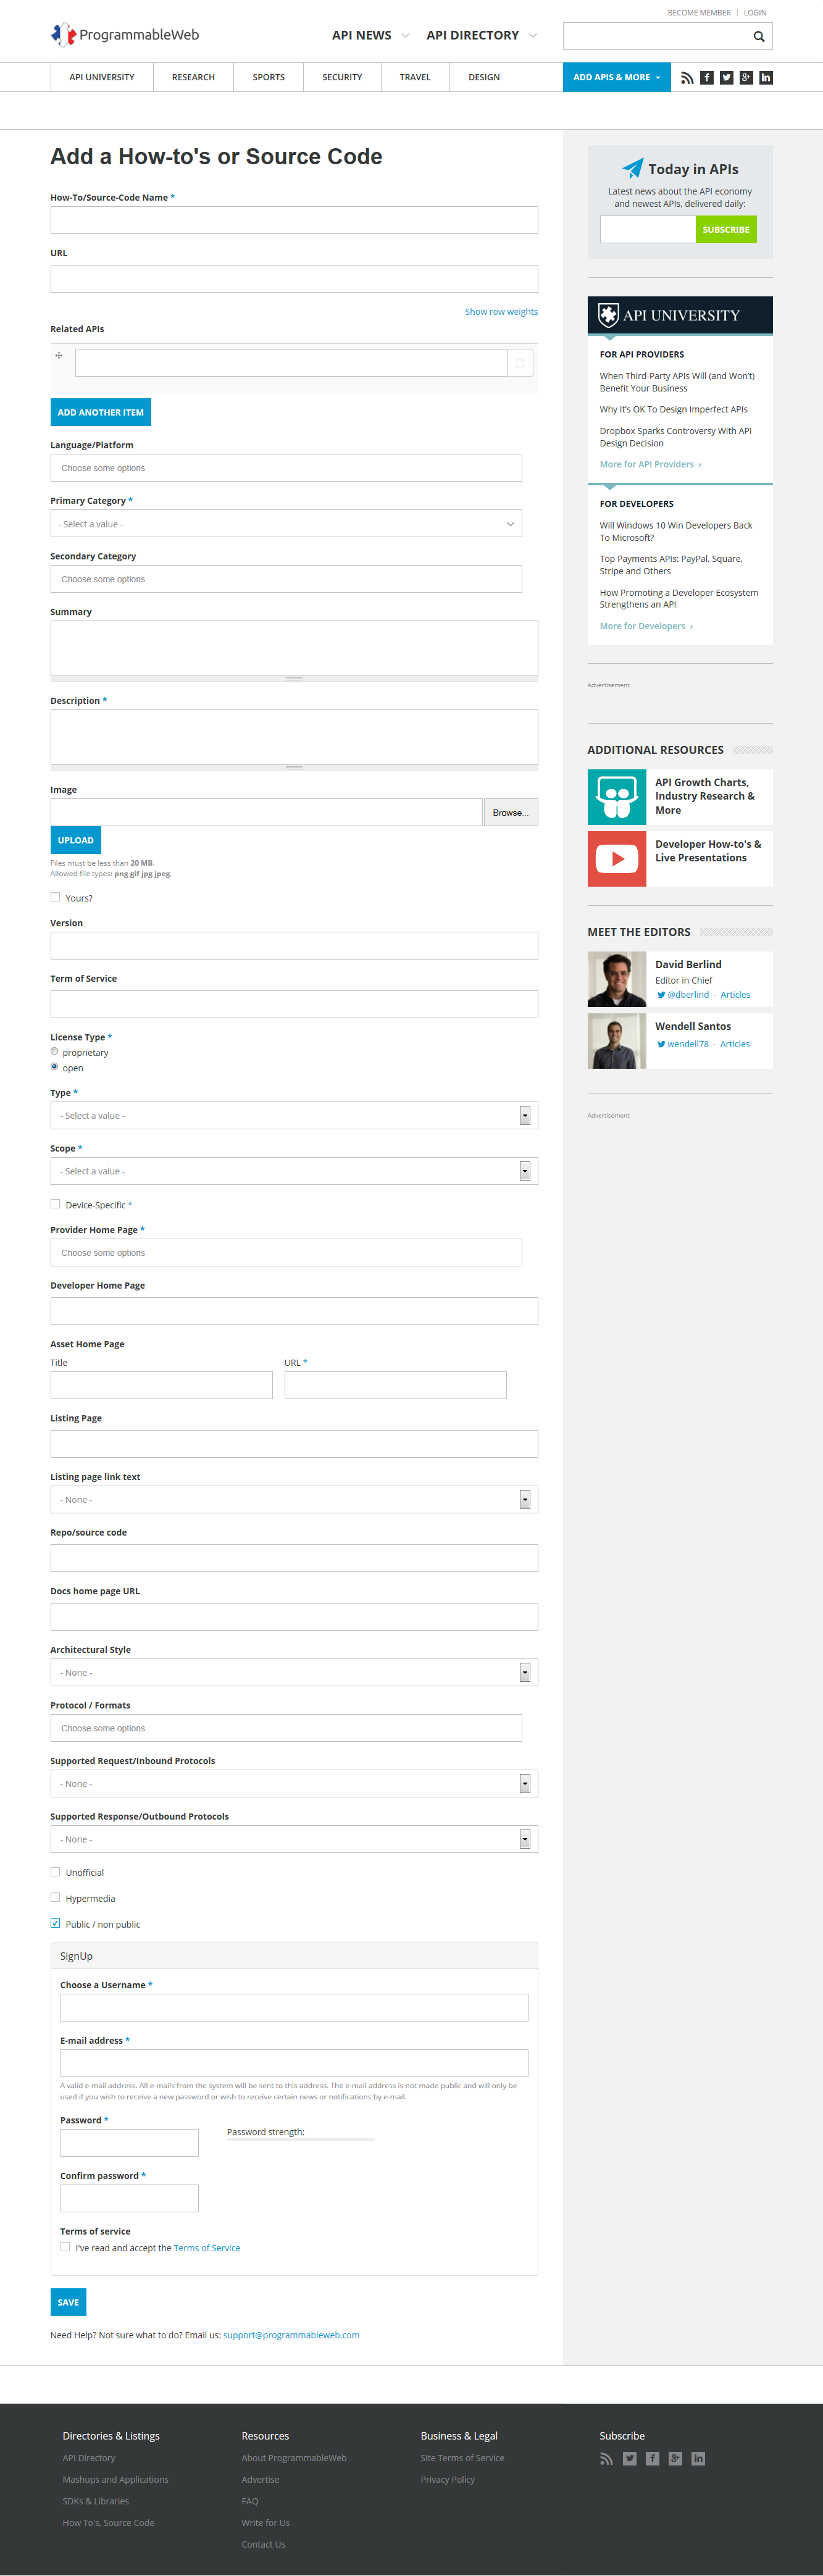 BECOME MEMBER | LOGIN
ProgrammableWeb
API NEWS
API DIRECTORY
API UNIVERSITY
RESEARCH
SPORTS
SECURITY
TRAVEL
DESIGN
ADD APIS & MORE
Add a How-to's or Source Code
How-To/Source-Code Name *
URL
Show row weights
Related APIs
ADD ANOTHER ITEM
Language/Platform
Choose some options
Primary Category *
- Select a value -
Secondary Category
Choose some options
Summary
Description *
Image
Browse...
UPLOAD
Files must be less than 20 MB.
Allowed file types: png gif jpg jpeg.
Yours?
Version
Term of Service
License Type *
proprietary
open
Type *
- Select a value -
Scope *
- Select a value -
Device-Specific *
Provider Home Page *
Choose some options
Developer Home Page
Asset Home Page
Title
URL *
Listing Page
Listing page link text
- None -
Repo/source code
Docs home page URL
Architectural Style
- None -
Protocol / Formats
Choose some options
Supported Request/Inbound Protocols
- None -
Supported Response/Outbound Protocols
- None -
Unofficial
Hypermedia
Public / non public
SignUp
Choose a Username *
E-mail address *
A valid e-mail address. All e-mails from the system will be sent to this address. The e-mail address is not made public and will only be
used if you wish to receive a new password or wish to receive certain news or notifications by e-mail.
Password *
Password strength:
Confirm password *
Terms of service
I've read and accept the Terms of Service
SAVE
Need Help? Not sure what to do? Email us: support@programmableweb.com
Today in APIs
Latest news about the API economy
and newest APIs, delivered daily:
SUBSCRIBE
API UNIVERSITY
FOR API PROVIDERS
When Third-Party APIs Will (and Won't)
Benefit Your Business
Why It's OK To Design Imperfect APIs
Dropbox Sparks Controversy With API
Design Decision
More for API Providers ›
FOR DEVELOPERS
Will Windows 10 Win Developers Back
To Microsoft?
Top Payments APIs: PayPal, Square,
Stripe and Others
How Promoting a Developer Ecosystem
Strengthens an API
More for Developers ›
Advertisement
ADDITIONAL RESOURCES
API Growth Charts,
Industry Research &
More
Developer How-to's &
Live Presentations
MEET THE EDITORS
David Berlind
Editor in Chief
@dberlind - Articles
Wendell Santos
wendell78 - Articles
Advertisement
Directories & Listings
API Directory
Mashups and Applications
SDKs & Libraries
How To's, Source Code
Resources
About ProgrammableWeb
Advertise
FAQ
Write for Us
Contact Us
Business & Legal
Site Terms of Service
Privacy Policy
Subscribe